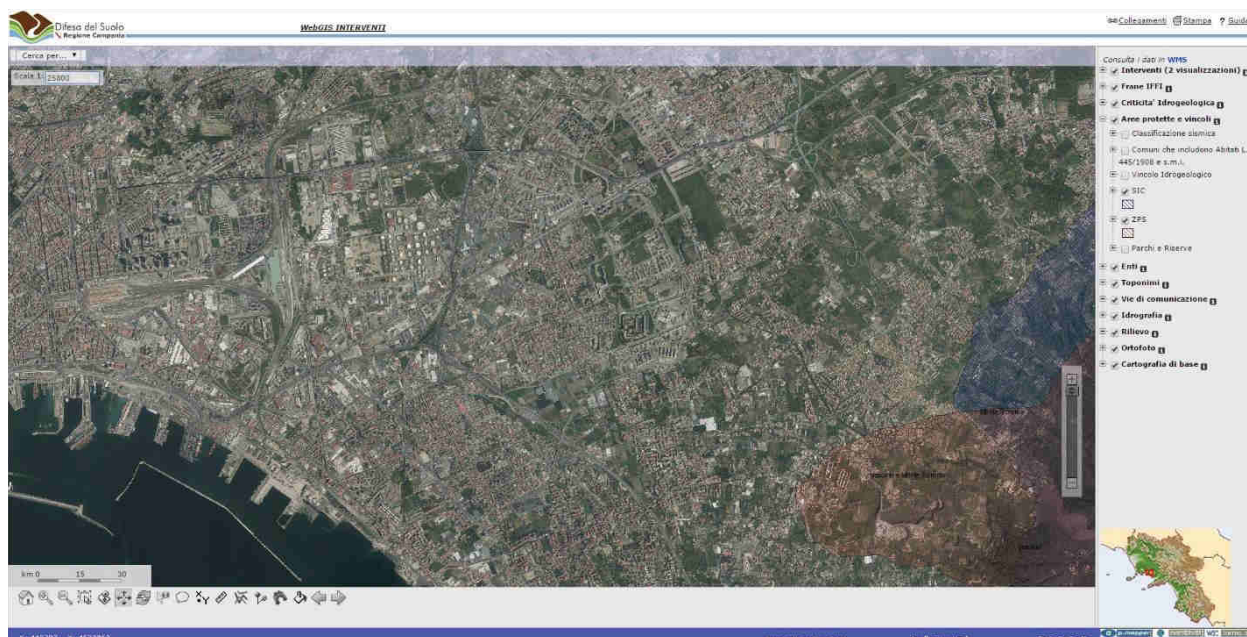 Difesa del Suolo
Regione Campania
WebGIS INTERVENTI
Collegamenti Stampa ? Guida
Cerca per...
Scala 1: 25000
Consulta i dati in WMS
Interventi (2 visualizzazioni)
Frane IFFI
Criticita' Idrogeologica
Aree protette e vincoli
Classificazione sismica
Comuni che includono Abitati L.
445/1908 e s.m.i.
Vincolo Idrogeologico
SIC
ZPS
Parchi e Riserve
Enti
Toponimi
Vie di comunicazione
Idrografia
Rilievo
Ortofoto
Cartografia di base
km 0 15 30